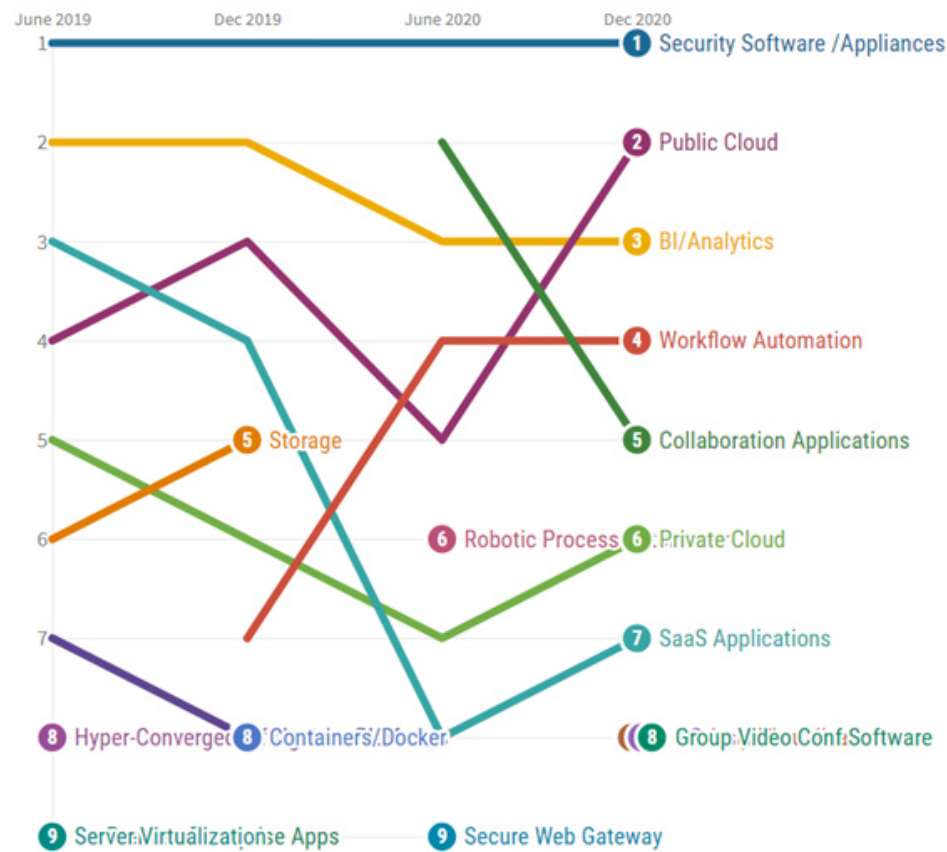 June 2019 Dec 2019 June 2020 Dec 2020
1 1 Security Software /Appliances
2 2 Public Cloud
3 3 BI/Analytics
4 4 Workflow Automation
5 5 Storage 5 Collaboration Applications
6 6 Robotic Process 6 Private Cloud
7 7 SaaS Applications
8 Hyper-Converged 8 Containers/Docker 8 Group Video Conf Software
9 Server Virtualization Apps 9 Secure Web Gateway